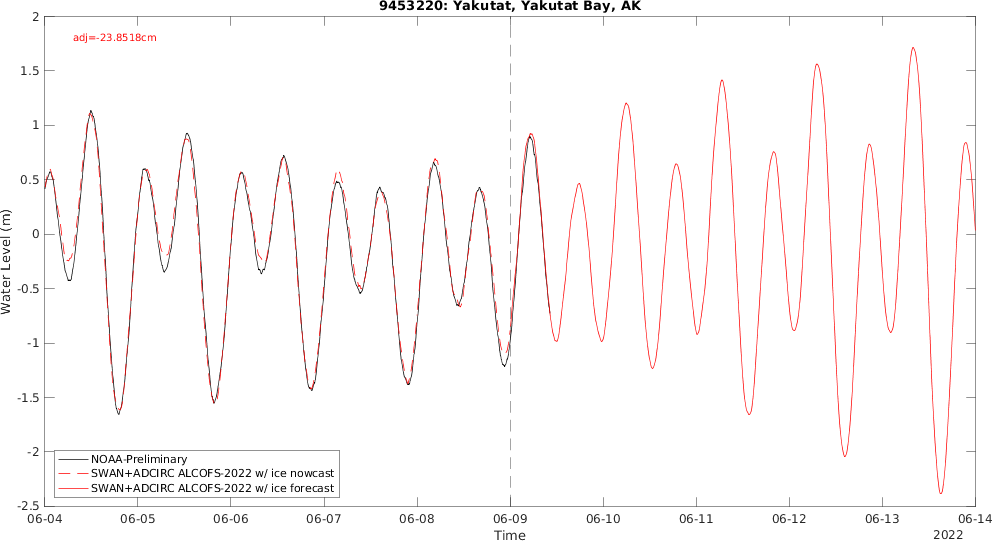 9453220: Yakutat, Yakutat Bay, AK
adj=-23.8518cm
2
1.5
1
0.5
0
-0.5
-1
-1.5
-2
-2.5
Water Level (m)
NOAA-Preliminary
SWAN+ADCIRC ALCOFS-2022 w/ ice nowcast
SWAN+ADCIRC ALCOFS-2022 w/ ice forecast
06-04 06-05 06-06 06-07 06-08 06-09 06-10 06-11 06-12 06-13 06-14
Time
2022